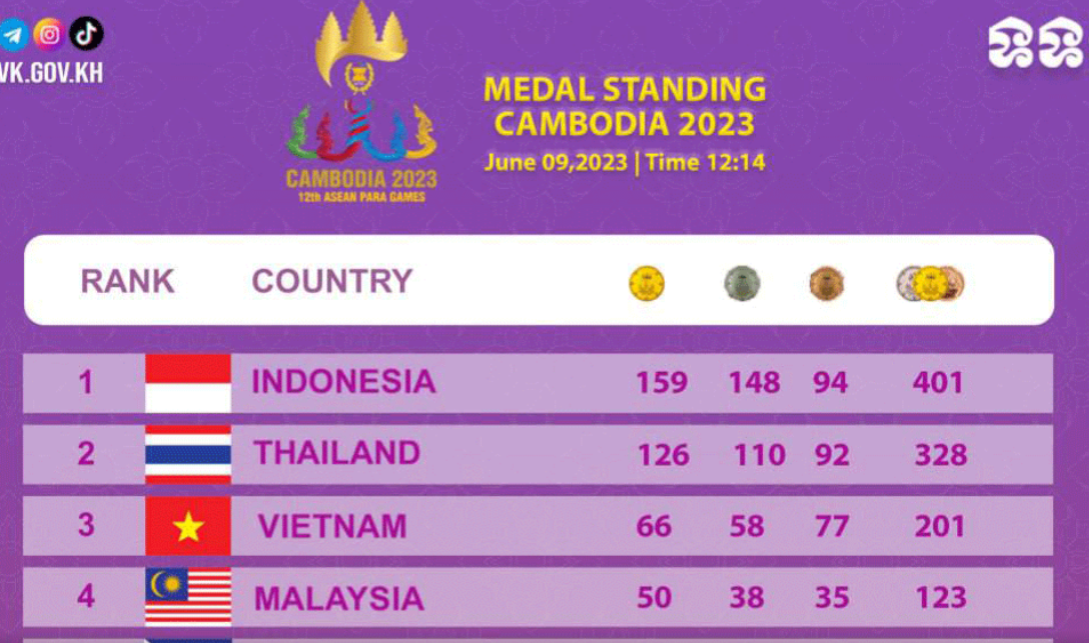 VK.GOV.KH
CAMBODIA 2023
12th ASEAN PARA GAMES
MEDAL STANDING
CAMBODIA 2023
June 09,2023 | Time 12:14
RANK COUNTRY
1 INDONESIA 159 148 94 401
2 THAILAND 126 110 92 328
3 VIETNAM 66 58 77 201
4 MALAYSIA 50 38 35 123